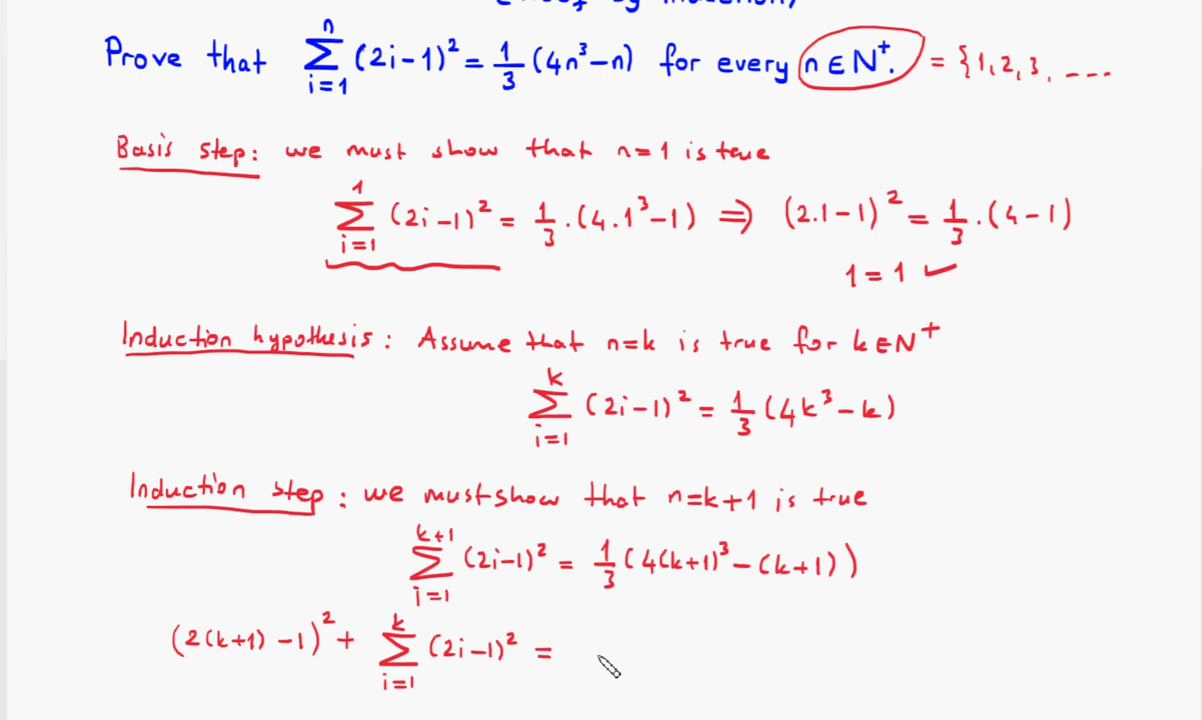 (Proof by induction)
Prove that ∑_{i=1}^{n} (2i-1)² = 1/3 (4n³-n) for every n∈N⁺. = {1,2,3, ----
Basis step: we must show that n=1 is true
∑_{i=1}^{1} (2i-1)² = 1/3 . (4.1³-1) ⇒ (2.1-1)² = 1/3 . (4-1)
1 = 1 ✓
Induction hypothesis: Assume that n=k is true for k∈N⁺
∑_{i=1}^{k} (2i-1)² = 1/3 (4k³-k)
Induction step: we must show that n=k+1 is true
∑_{i=1}^{k+1} (2i-1)² = 1/3 (4(k+1)³-(k+1))
(2(k+1)-1)² + ∑_{i=1}^{k} (2i-1)² =